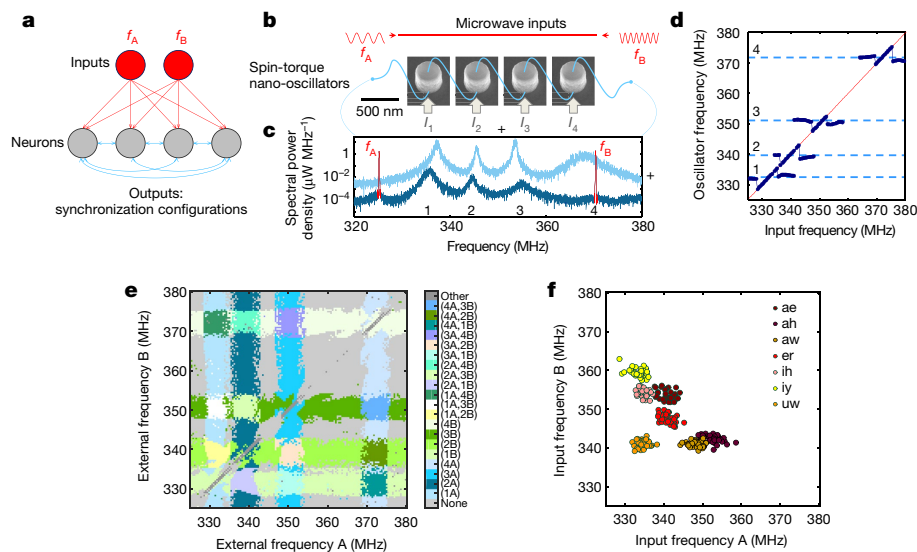 a
f_A
f_B
Inputs
Neurons
Outputs:
synchronization configurations
b
Microwave inputs
f_A
f_B
Spin-torque
nano-oscillators
500 nm
I_1
I_2
+
I_3
I_4
c
f_A
f_B
1
10⁻²
10⁻⁴
+
1
2
3
4
Spectral power
density (μW MHz⁻¹)
320
340
360
380
Frequency (MHz)
d
380
370
360
350
340
330
4
3
2
1
Oscillator frequency
(MHz)
330 340 350 360 370 380
Input frequency (MHz)
e
380
370
360
350
340
330
External frequency B (MHz)
330 340 350 360 370 380
External frequency A (MHz)
Other
(4A,3B)
(4A,2B)
(4A,1B)
(3A,4B)
(3A,2B)
(3A,1B)
(2A,4B)
(2A,3B)
(2A,1B)
(1A,4B)
(1A,3B)
(1A,2B)
(4B)
(3B)
(2B)
(1B)
(4A)
(3A)
(2A)
(1A)
None
f
380
370
360
350
340
330
Input frequency B (MHz)
330 340 350 360 370 380
Input frequency A (MHz)
ae
ah
aw
er
ih
iy
uw